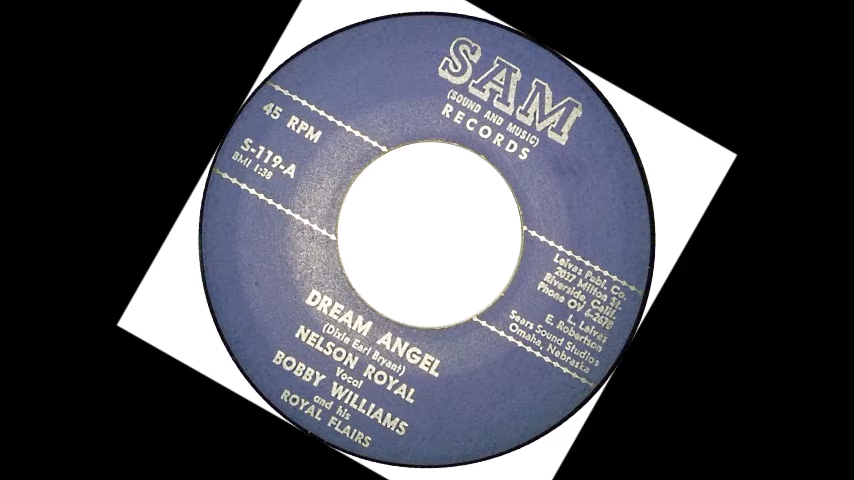 SAM
(SOUND AND MUSIC)
RECORDS
45 RPM
S-119-A
BMI 1:38
Leivas Publ. Co.
2037 Milton St.
Riverside, Calif.
Phone OV 6-2878
L. Leivas
E. Robertson
Sears Sound Studios
Omaha, Nebraska
DREAM ANGEL
(Dixie Earl Bryant)
NELSON ROYAL
Vocal
BOBBY WILLIAMS
and his
ROYAL FLAIRS